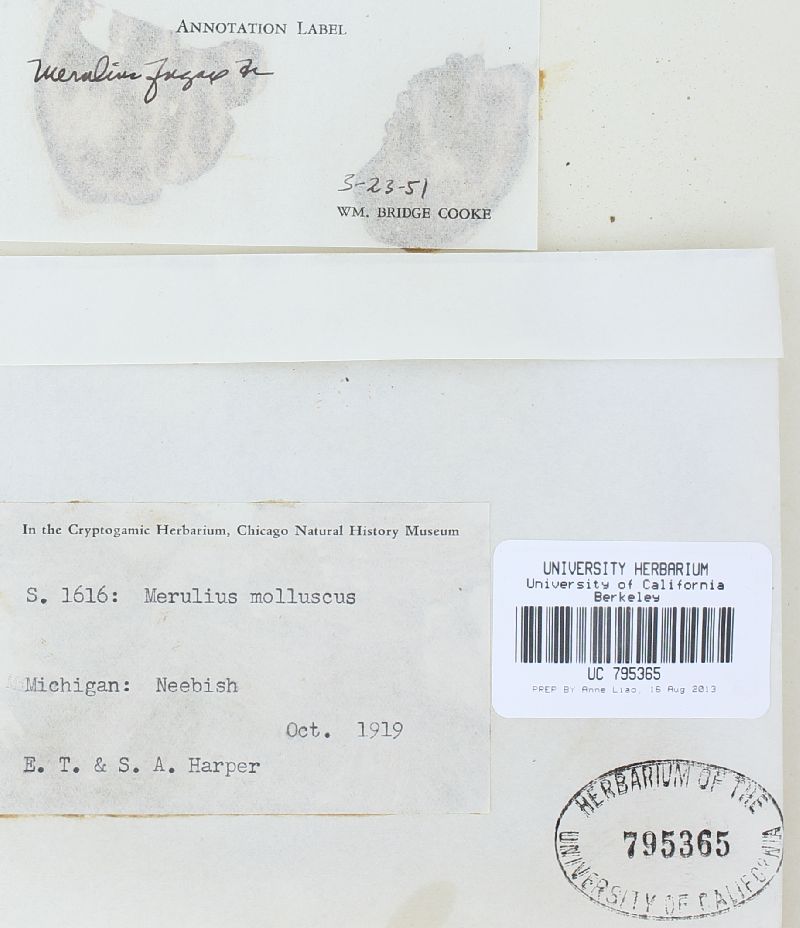 ANNOTATION LABEL
Merulius fugax Fr
3-23-51
WM. BRIDGE COOKE
In the Cryptogamic Herbarium, Chicago Natural History Museum
S. 1616: Merulius molluscus
Michigan: Neebish
Oct. 1919
E. T. & S. A. Harper
UNIVERSITY HERBARIUM
University of California
Berkeley
UC 795365
PREP BY Anne Liao, 16 Aug 2013
HERBARIUM OF THE
795365
UNIVERSITY OF CALIFORNIA